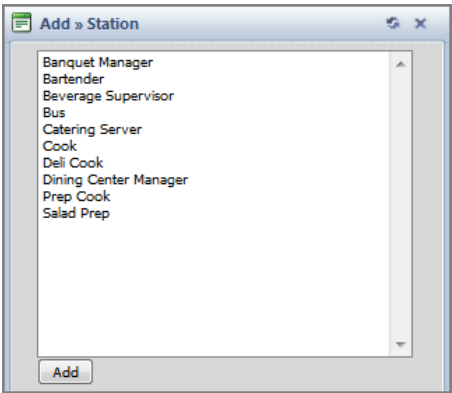 Add » Station
Banquet Manager
Bartender
Beverage Supervisor
Bus
Catering Server
Cook
Deli Cook
Dining Center Manager
Prep Cook
Salad Prep
Add